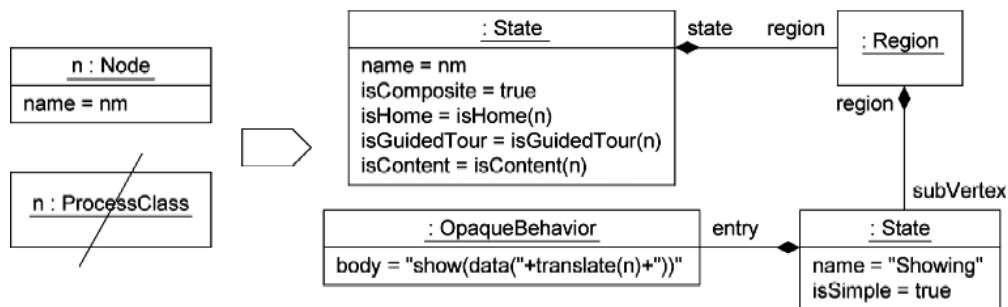 n : Node
name = nm
n : ProcessClass
: State
name = nm
isComposite = true
isHome = isHome(n)
isGuidedTour = isGuidedTour(n)
isContent = isContent(n)
state
region
: Region
region
subVertex
: OpaqueBehavior
body = "show(data("+translate(n)+"))"
entry
: State
name = "Showing"
isSimple = true